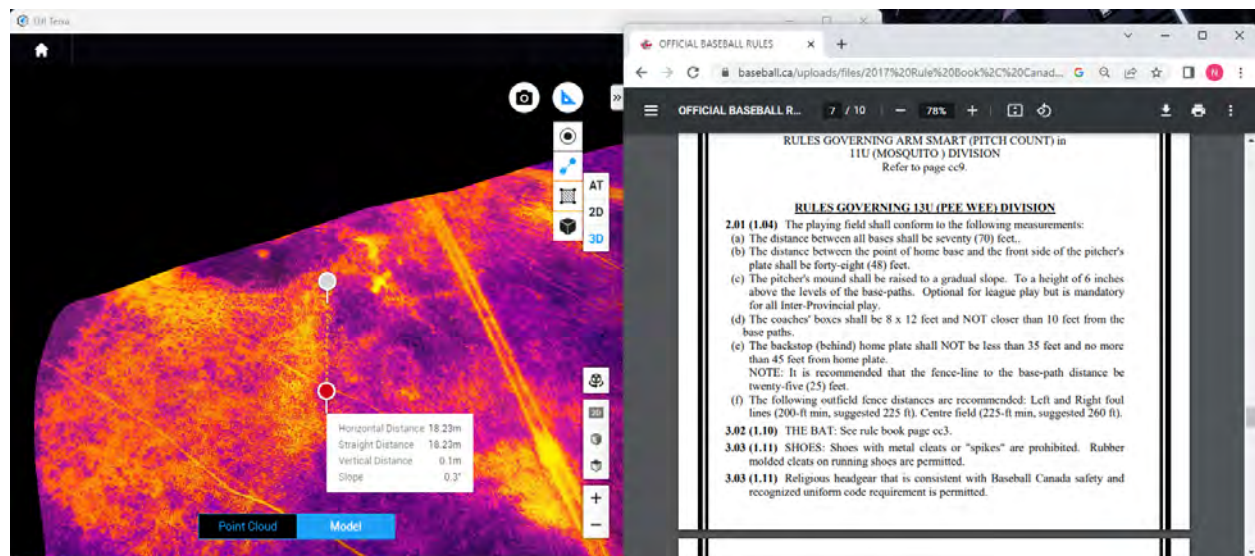 DJI Terra
AT
2D
3D
Horizontal Distance 18.23m
Straight Distance 18.23m
Vertical Distance 0.1m
Slope 0.3°
Point Cloud
Model
OFFICIAL BASEBALL RULES
baseball.ca/uploads/files/2017%20Rule%20Book%2C%20Canad...
N
OFFICIAL BASEBALL R...
7 / 10
78%
RULES GOVERNING ARM SMART (PITCH COUNT) in
11U (MOSQUITO ) DIVISION
Refer to page cc9.
RULES GOVERNING 13U (PEE WEE) DIVISION
2.01 (1.04) The playing field shall conform to the following measurements:
(a) The distance between all bases shall be seventy (70) feet..
(b) The distance between the point of home base and the front side of the pitcher's
plate shall be forty-eight (48) feet.
(c) The pitcher's mound shall be raised to a gradual slope. To a height of 6 inches
above the levels of the base-paths. Optional for league play but is mandatory
for all Inter-Provincial play.
(d) The coaches' boxes shall be 8 x 12 feet and NOT closer than 10 feet from the
base paths.
(e) The backstop (behind) home plate shall NOT be less than 35 feet and no more
than 45 feet from home plate.
NOTE: It is recommended that the fence-line to the base-path distance be
twenty-five (25) feet.
(f) The following outfield fence distances are recommended: Left and Right foul
lines (200-ft min, suggested 225 ft). Centre field (225-ft min, suggested 260 ft).
3.02 (1.10) THE BAT: See rule book page cc3.
3.03 (1.11) SHOES: Shoes with metal cleats or "spikes" are prohibited. Rubber
molded cleats on running shoes are permitted.
3.03 (1.11) Religious headgear that is consistent with Baseball Canada safety and
recognized uniform code requirement is permitted.